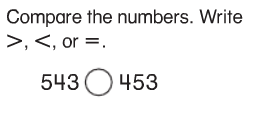 Compare the numbers. Write
>, <, or =.
543 ◯ 453